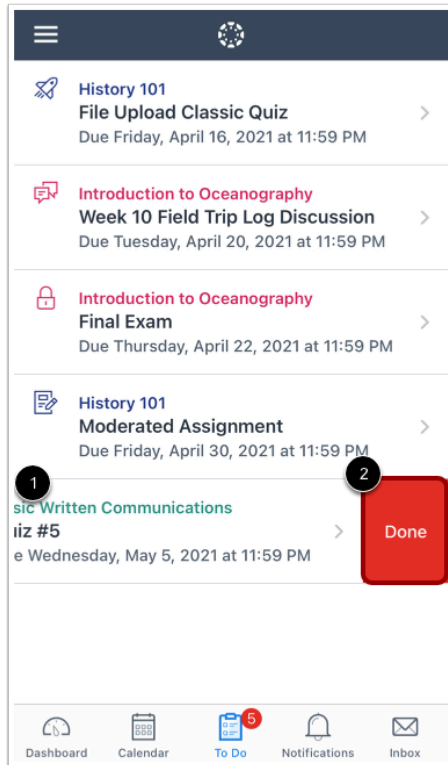 History 101
File Upload Classic Quiz
Due Friday, April 16, 2021 at 11:59 PM
Introduction to Oceanography
Week 10 Field Trip Log Discussion
Due Tuesday, April 20, 2021 at 11:59 PM
Introduction to Oceanography
Final Exam
Due Thursday, April 22, 2021 at 11:59 PM
History 101
Moderated Assignment
Due Friday, April 30, 2021 at 11:59 PM
1
2
sic Written Communications
iz #5
e Wednesday, May 5, 2021 at 11:59 PM
Done
5
Dashboard Calendar To Do Notifications Inbox